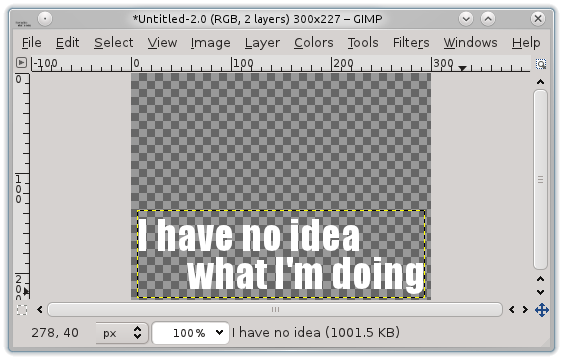 *Untitled-2.0 (RGB, 2 layers) 300x227 – GIMP
File Edit Select View Image Layer Colors Tools Filters Windows Help
-100 0 100 200 300
0
100
20
I have no idea
what I'm doing
278, 40 px 100% I have no idea (1001.5 KB)